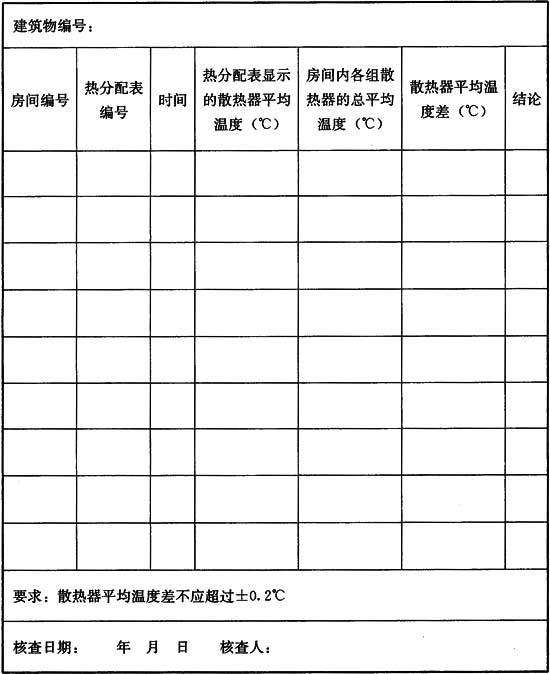 建筑物编号：
房间编号
热分配表
编号
时间
热分配表显示
的散热器平均
温度（℃）
房间内各组散
热器的总平均
温度（℃）
散热器平均温
度差（℃）
结论
要求：散热器平均温度差不应超过±0.2℃
核查日期： 年 月 日 核查人：